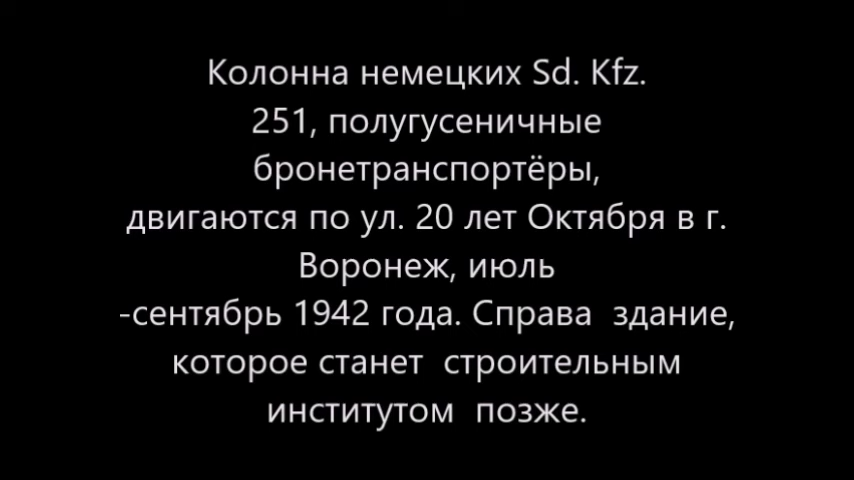 Колонна немецких Sd. Kfz.
251, полугусеничные
бронетранспортёры,
двигаются по ул. 20 лет Октября в г.
Воронеж, июль
-сентябрь 1942 года. Справа  здание,
которое станет  строительным
институтом  позже.